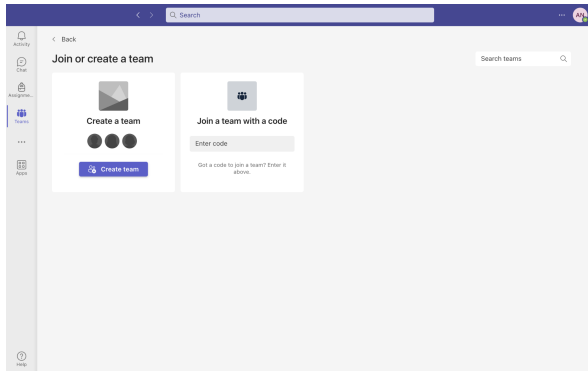 Search
AN
Activity
Chat
Assignme...
Teams
Apps
Help
Back
Join or create a team
Search teams
Create a team
Create team
Join a team with a code
Enter code
Got a code to join a team? Enter it
above.